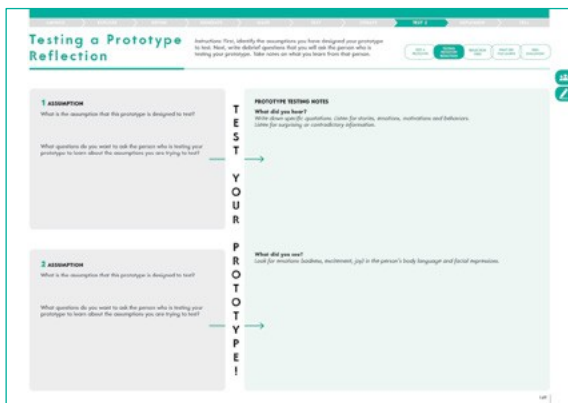 TEST 2
Testing a Prototype
Reflection
Instructions: First, identify the assumptions you have designed your prototype
to test. Next, write debrief questions that you will ask the person who is
testing your prototype. Take notes on what you learn from that person.
1 ASSUMPTION
What is the assumption that this prototype is designed to test?
What questions do you want to ask the person who is testing your
prototype to learn about the assumptions you are trying to test?
2 ASSUMPTION
What is the assumption that this prototype is designed to test?
What questions do you want to ask the person who is testing your
prototype to learn about the assumptions you are trying to test?
TEST YOUR PROTOTYPE!
PROTOTYPE TESTING NOTES
What did you hear?
Write down specific quotations. Listen for stories, emotions, motivations and behaviors.
Listen for surprising or contradictory information.
What did you see?
Look for emotions (sadness, excitement, joy) in the person's body language and facial expressions.